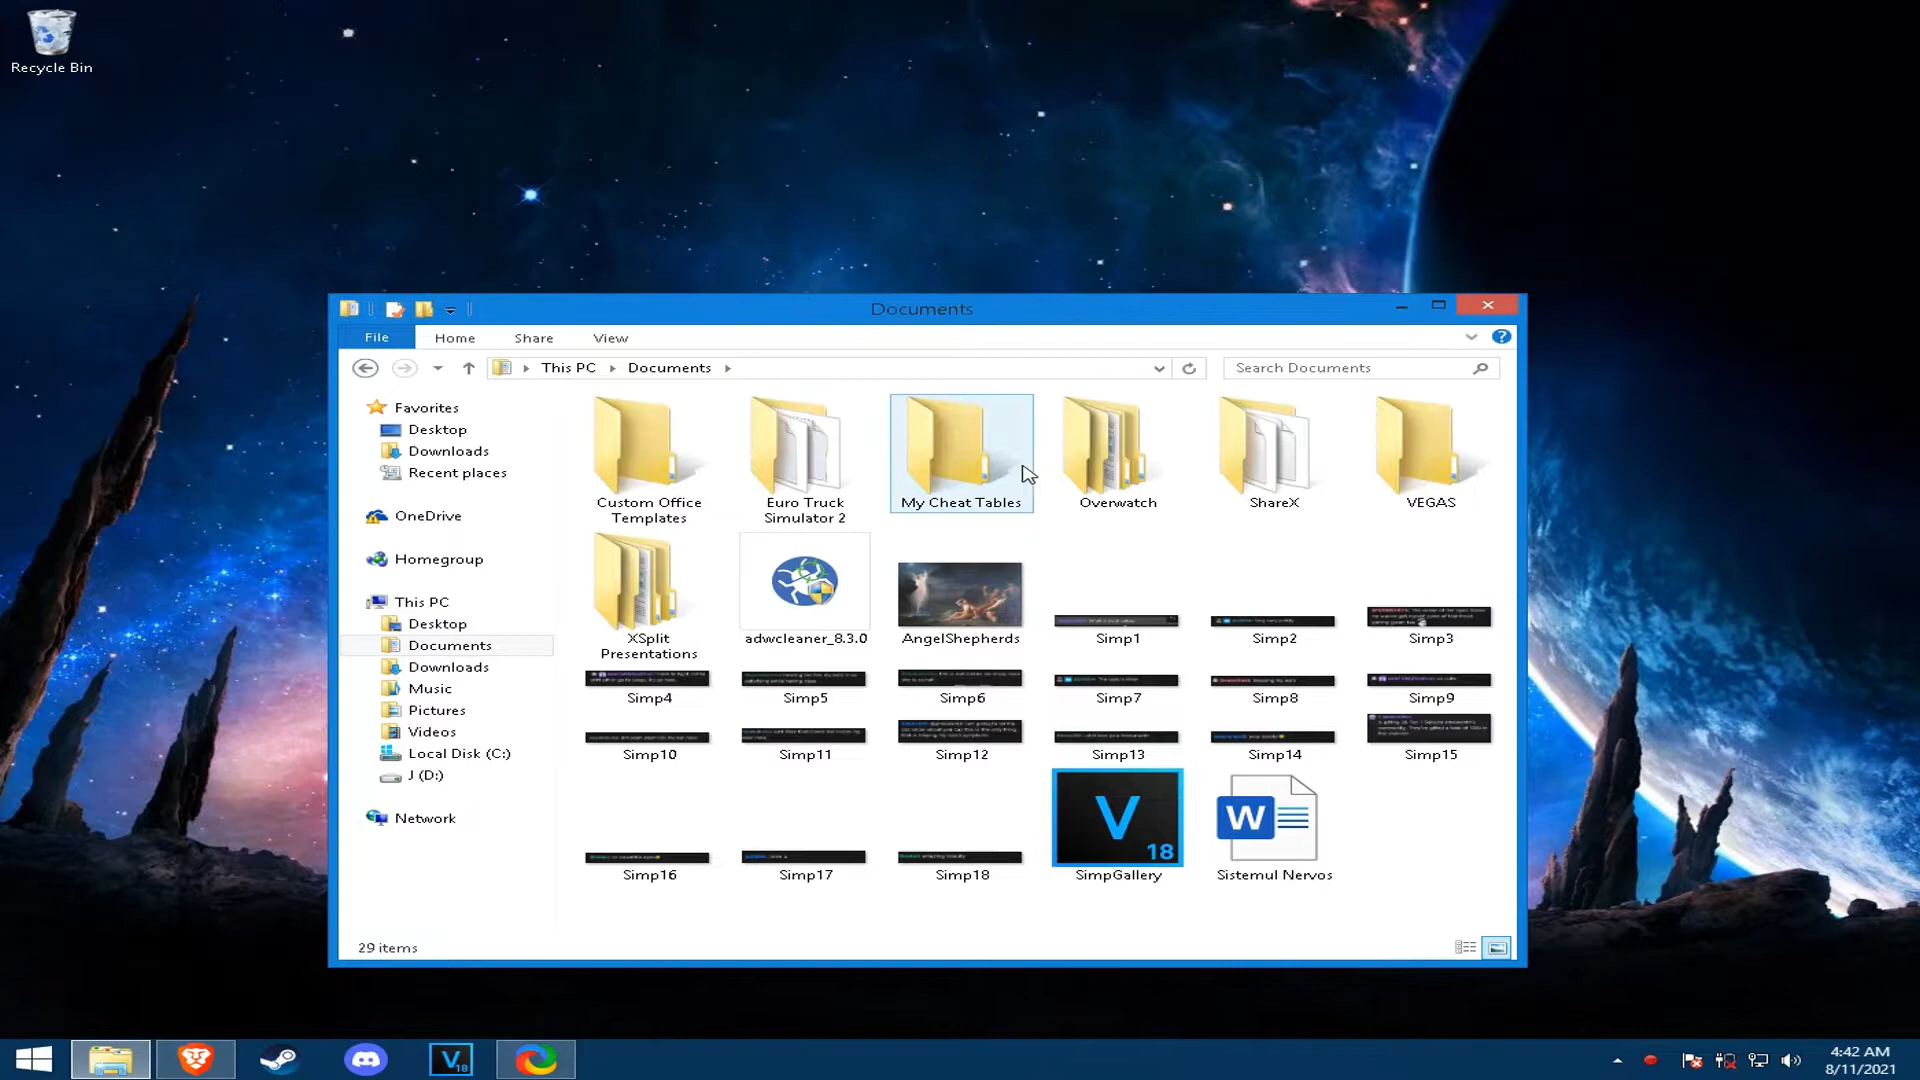 Recycle Bin
Documents
File
Home
Share
View
This PC
Documents
Search Documents
Favorites
Desktop
Downloads
Recent places
OneDrive
Homegroup
This PC
Desktop
Documents
Downloads
Music
Pictures
Videos
Local Disk (C:)
J (D:)
Network
Custom Office
Templates
Euro Truck
Simulator 2
My Cheat Tables
Overwatch
ShareX
VEGAS
XSplit
Presentations
adwcleaner_8.3.0
AngelShepherds
Simp1
Simp2
Simp3
Simp4
Simp5
Simp6
Simp7
Simp8
Simp9
Simp10
Simp11
Simp12
Simp13
Simp14
Simp15
Simp16
Simp17
Simp18
V
18
SimpGallery
W
Sistemul Nervos
29 items
V
18
4:42 AM
8/11/2021